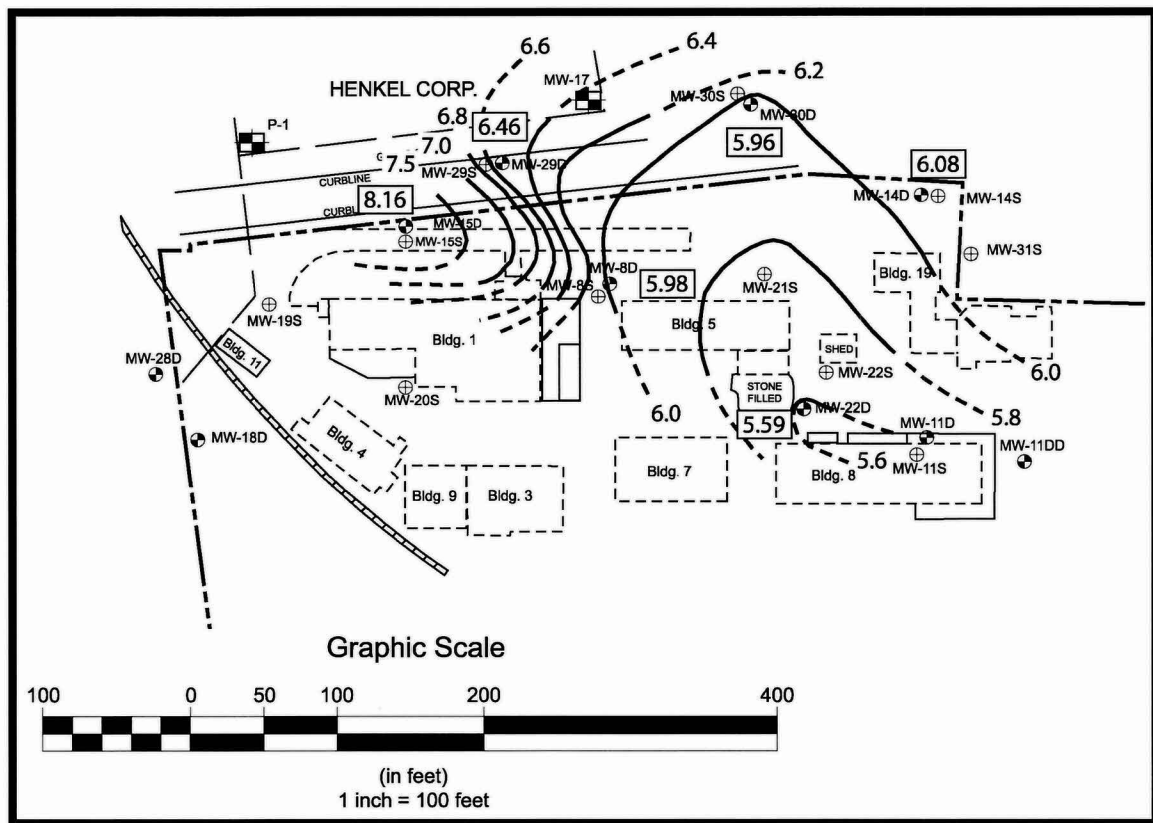 6.6
6.4
6.2
HENKEL CORP.
MW-17
MW-30S
MW-30D
P-1
6.8
6.46
7.0
5.96
7.5
MW-29S
MW-29D
6.08
CURBLINE
8.16
MW-14D
MW-14S
MW-15D
MW-15S
MW-31S
MW-8D
5.98
MW-21S
Bldg. 19
MW-8S
MW-19S
Bldg. 1
Bldg. 5
Bldg. 11
SHED
MW-28D
MW-22S
6.0
MW-20S
STONE
FILLED
6.0
MW-22D
5.8
5.59
MW-18D
Bldg. 4
MW-11D
MW-11DD
5.6
MW-11S
Bldg. 9
Bldg. 3
Bldg. 7
Bldg. 8
Graphic Scale
100 0 50 100 200 400
(in feet)
1 inch = 100 feet